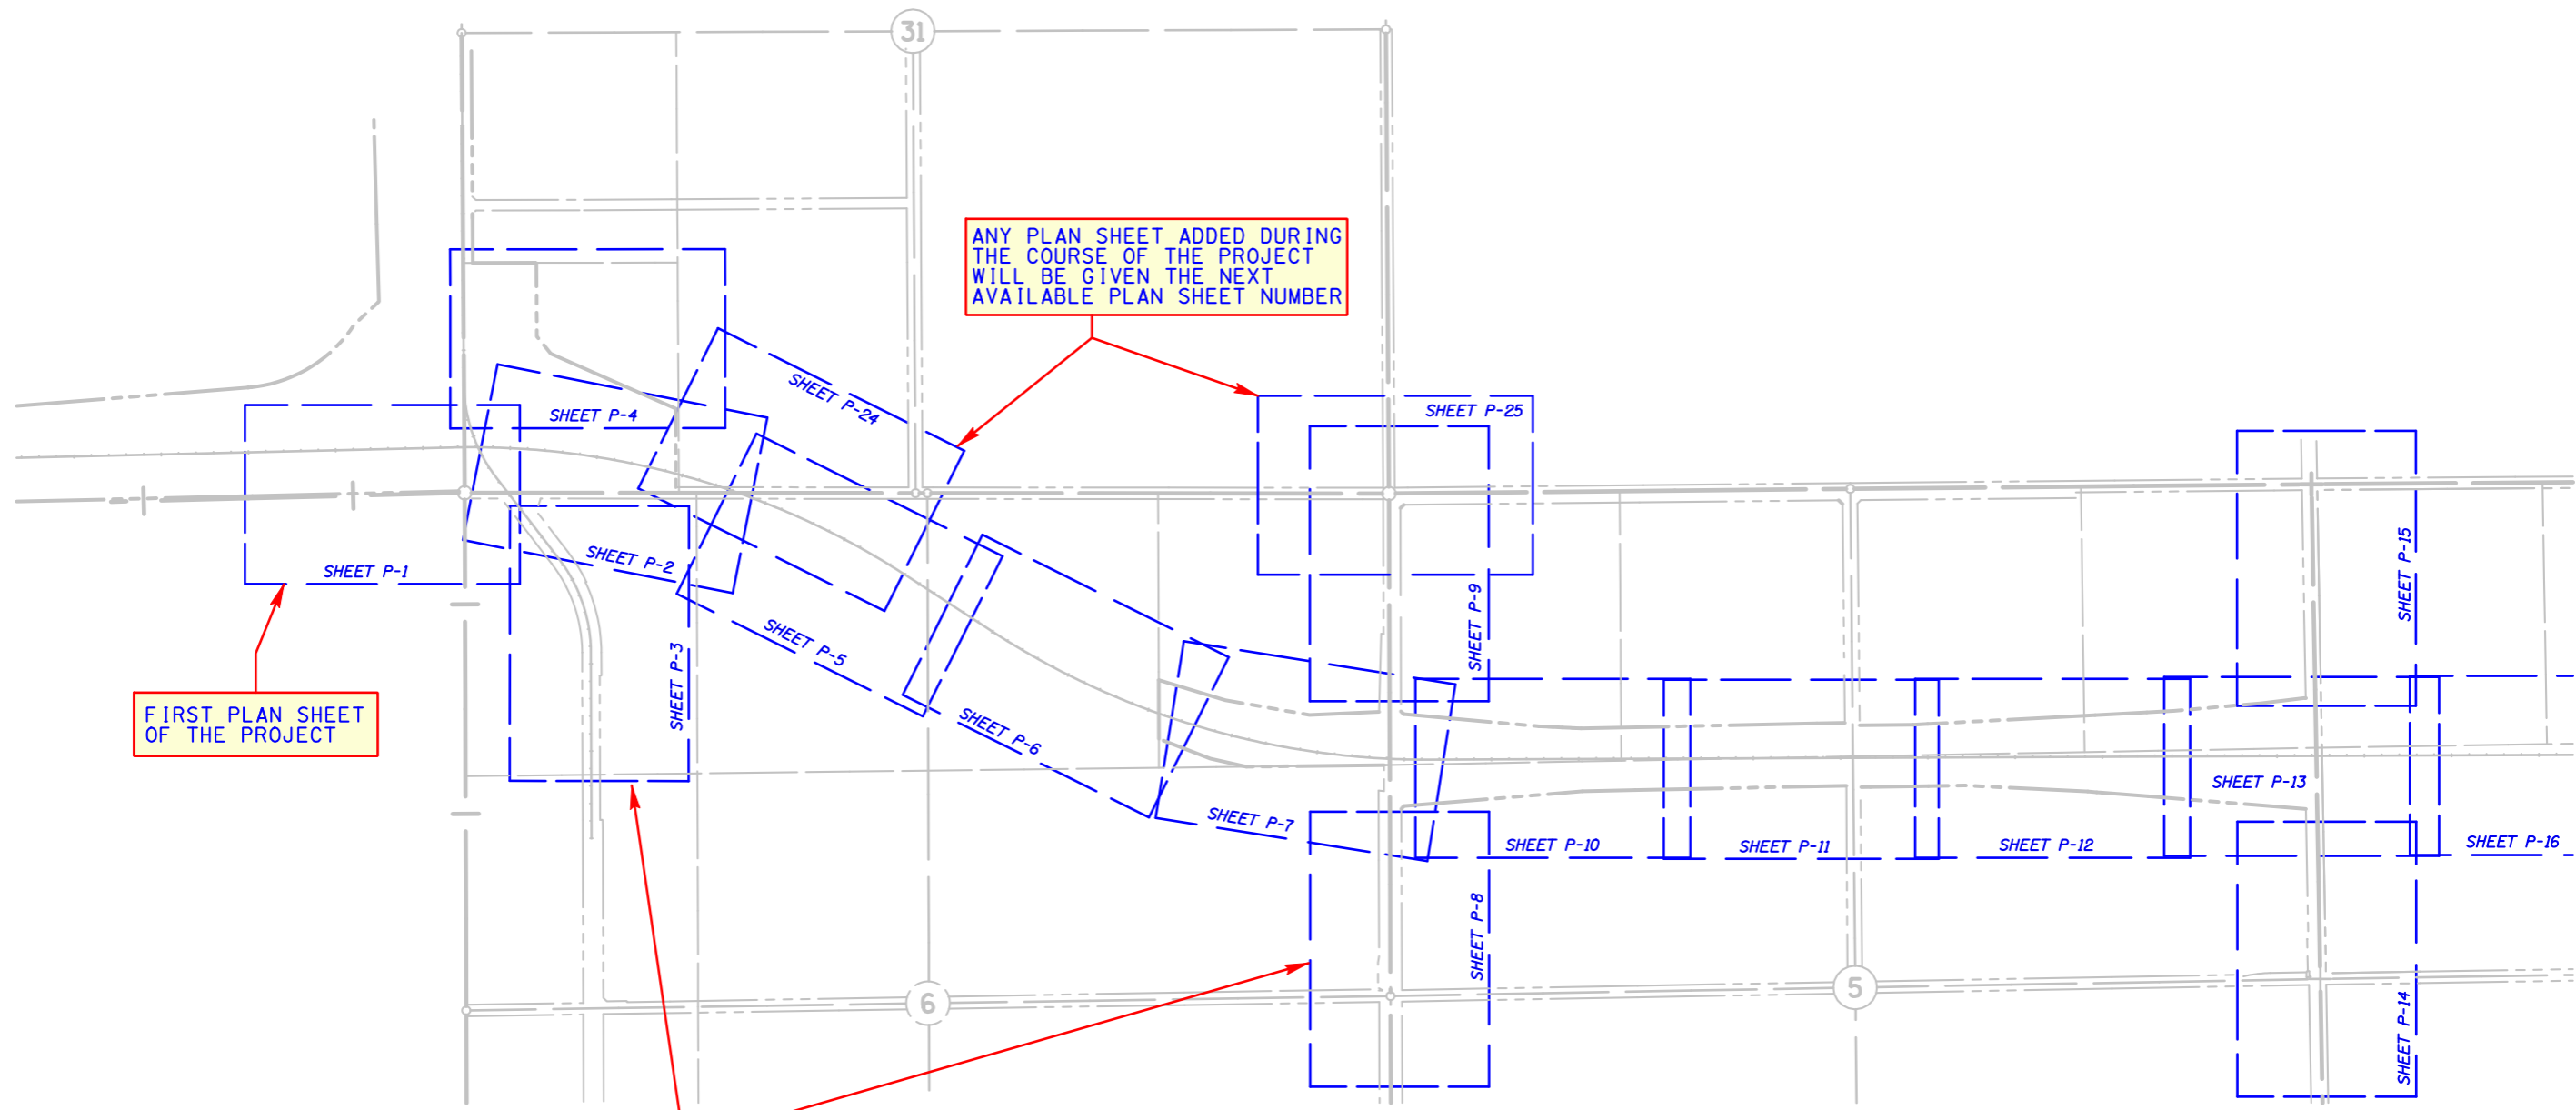 31
ANY PLAN SHEET ADDED DURING
THE COURSE OF THE PROJECT
WILL BE GIVEN THE NEXT
AVAILABLE PLAN SHEET NUMBER
SHEET P-24
SHEET P-4
SHEET P-25
SHEET P-1
SHEET P-2
SHEET P-15
SHEET P-9
SHEET P-5
SHEET P-3
FIRST PLAN SHEET
OF THE PROJECT
SHEET P-6
SHEET P-7
SHEET P-13
SHEET P-10
SHEET P-11
SHEET P-12
SHEET P-16
SHEET P-8
6
5
SHEET P-14